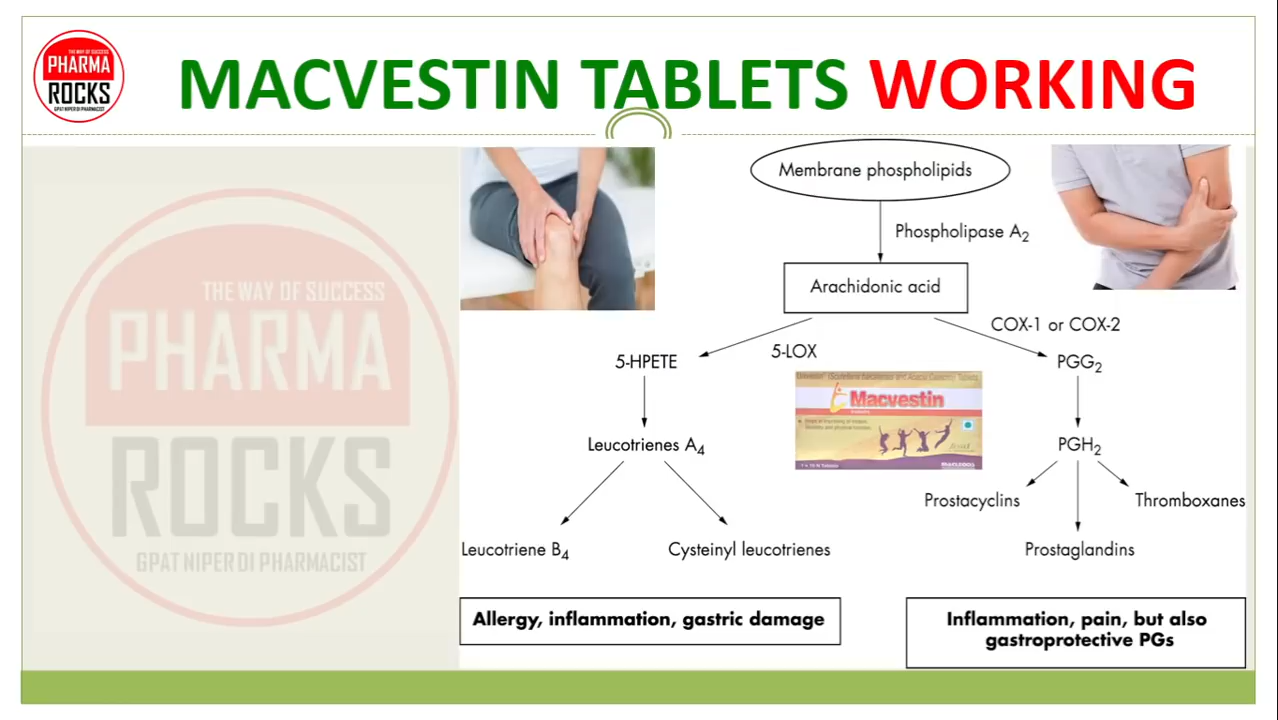 THE WAY OF SUCCESS
PHARMA
ROCKS
GPAT NIPER DI PHARMACIST
MACVESTIN TABLETS WORKING
THE WAY OF SUCCESS
PHARMA
ROCKS
GPAT NIPER DI PHARMACIST
Membrane phospholipids
Phospholipase A₂
Arachidonic acid
COX-1 or COX-2
5-LOX
5-HPETE
PGG₂
Macvestin
Leucotrienes A₄
PGH₂
Prostacyclins
Thromboxanes
Leucotriene B₄
Cysteinyl leucotrienes
Prostaglandins
Allergy, inflammation, gastric damage
Inflammation, pain, but also
gastroprotective PGs